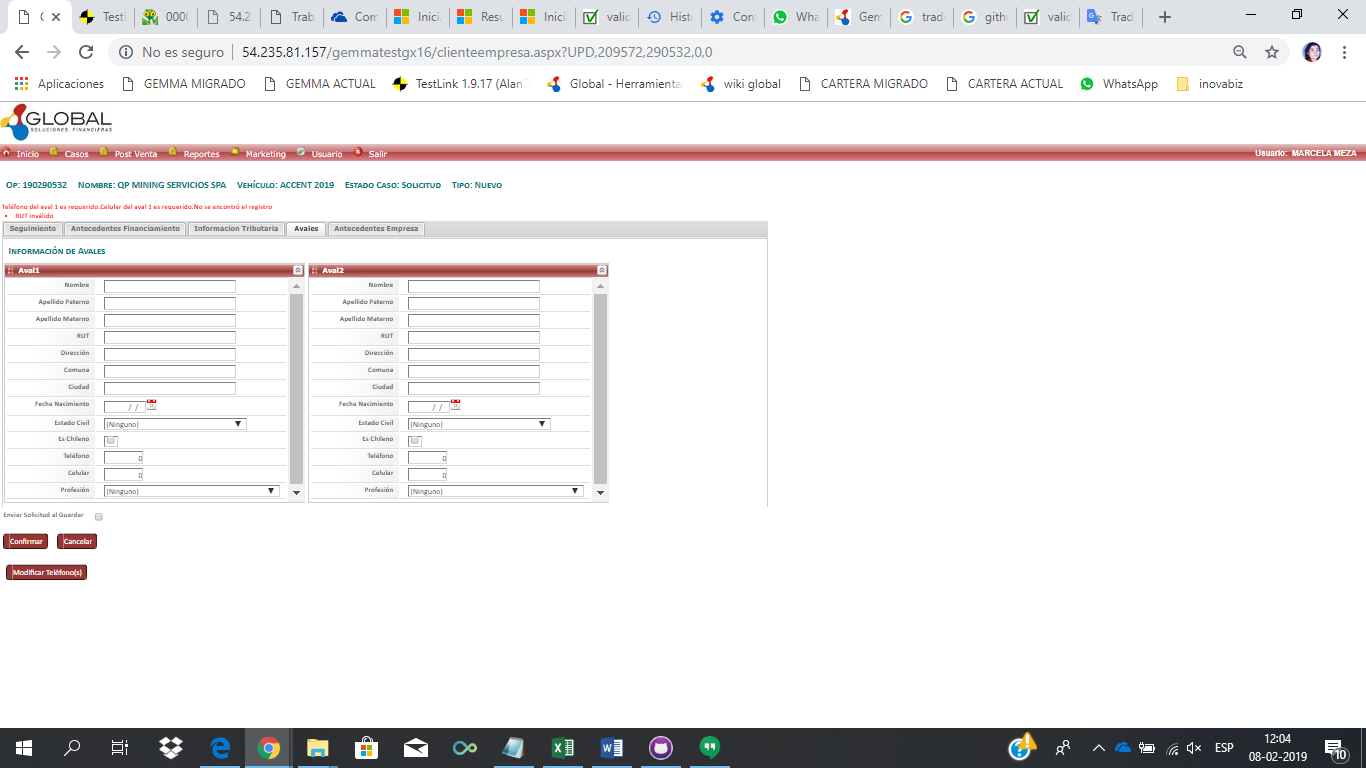 C
Testl
0000
54.2
Trab
Com
Inicia
Resu
Inicia
valid
Histo
Conf
Wha
Gem
tradu
githu
valid
Trad
No es seguro
54.235.81.157/gemmatestgx16/clienteempresa.aspx?UPD,209572,290532,0,0
Aplicaciones
GEMMA MIGRADO
GEMMA ACTUAL
TestLink 1.9.17 (Alan
Global - Herramienta
wiki global
CARTERA MIGRADO
CARTERA ACTUAL
WhatsApp
inovabiz
GLOBAL
SOLUCIONES FINANCIERAS
Inicio Casos Post Venta Reportes Marketing Usuario Salir
Usuario: MARCELA MEZA
Op: 190290532 Nombre: QP MINING SERVICIOS SPA Vehículo: ACCENT 2019 Estado Caso: Solicitud Tipo: Nuevo
Teléfono del aval 1 es requerido.Celular del aval 1 es requerido.No se encontró el registro
• RUT inválido
Seguimiento Antecedentes Financiamiento Informacion Tributaria Avales Antecedentes Empresa
Información de Avales
Aval1
Nombre
Apellido Paterno
Apellido Materno
RUT
Dirección
Comuna
Ciudad
Fecha Nacimiento / /
Estado Civil (Ninguno)
Es Chileno
Teléfono 0
Celular 0
Profesión (Ninguno)
Aval2
Nombre
Apellido Paterno
Apellido Materno
RUT
Dirección
Comuna
Ciudad
Fecha Nacimiento / /
Estado Civil (Ninguno)
Es Chileno
Teléfono 0
Celular 0
Profesión (Ninguno)
Enviar Solicitud al Guardar
Confirmar Cancelar
Modificar Teléfono(s)
ESP
12:04
08-02-2019
10